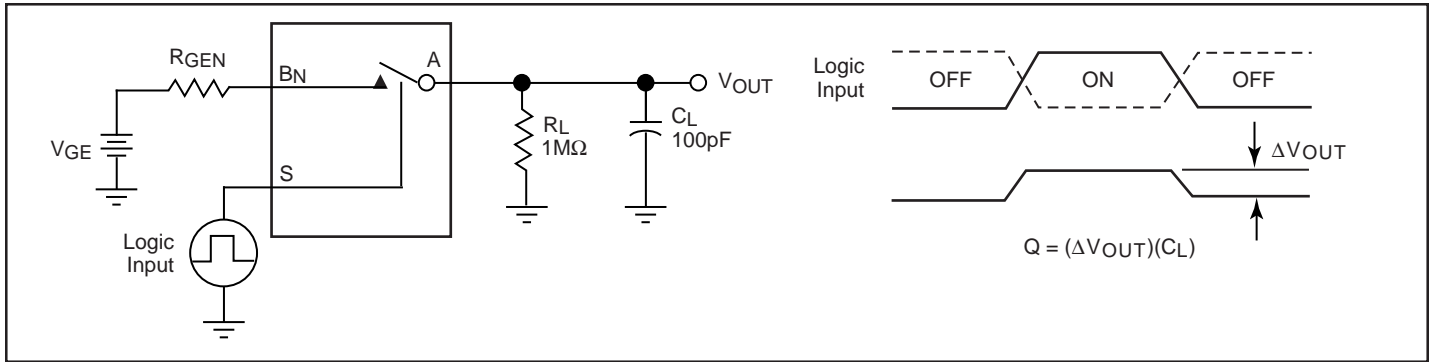 RGEN
BN
A
VOUT
VGE
RL
1MΩ
CL
100pF
S
Logic
Input
Logic
Input
OFF
ON
OFF
ΔVOUT
Q = (ΔVOUT)(CL)